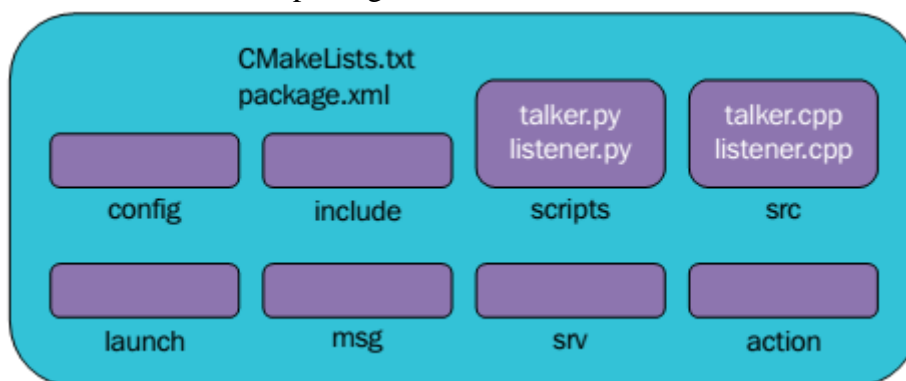 CMakeLists.txt
package.xml
talker.py
listener.py
talker.cpp
listener.cpp
config
include
scripts
src
launch
msg
srv
action